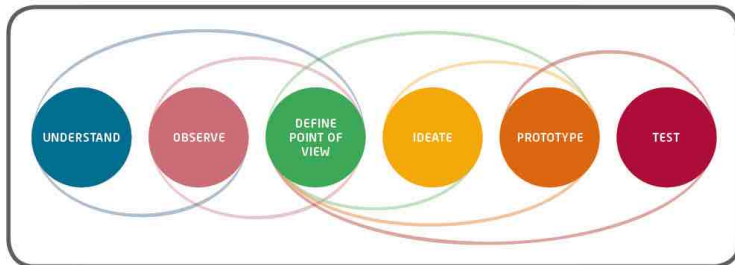 UNDERSTAND
OBSERVE
DEFINE
POINT OF
VIEW
IDEATE
PROTOTYPE
TEST